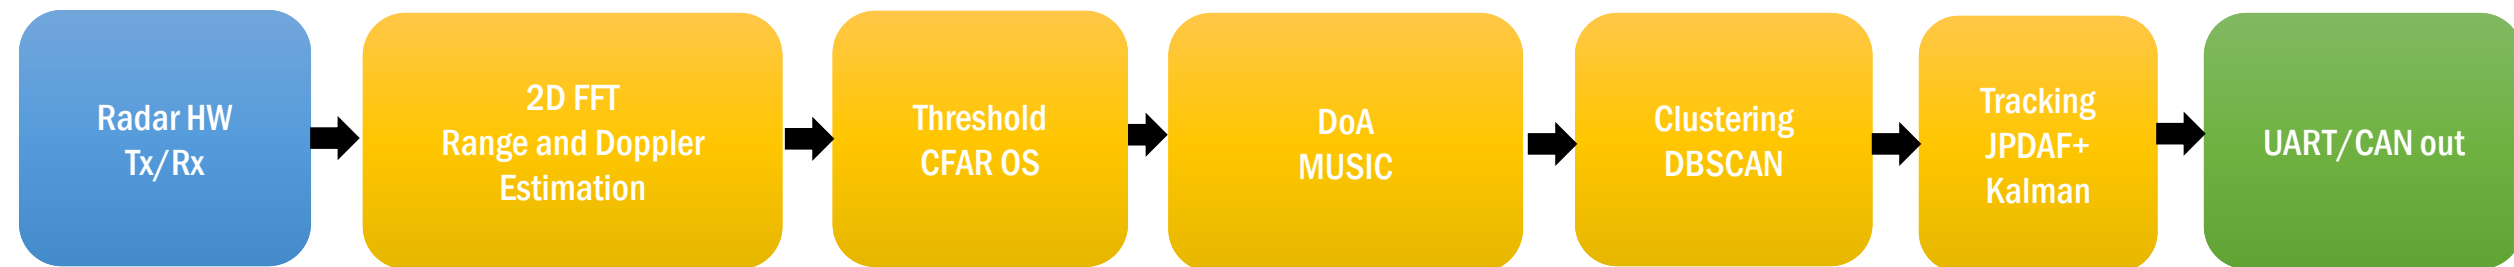 Radar HW
Tx/Rx
2D FFT
Range and Doppler
Estimation
Threshold
CFAR OS
DoA
MUSIC
Clustering
DBSCAN
Tracking
JPDAF+
Kalman
UART/CAN out